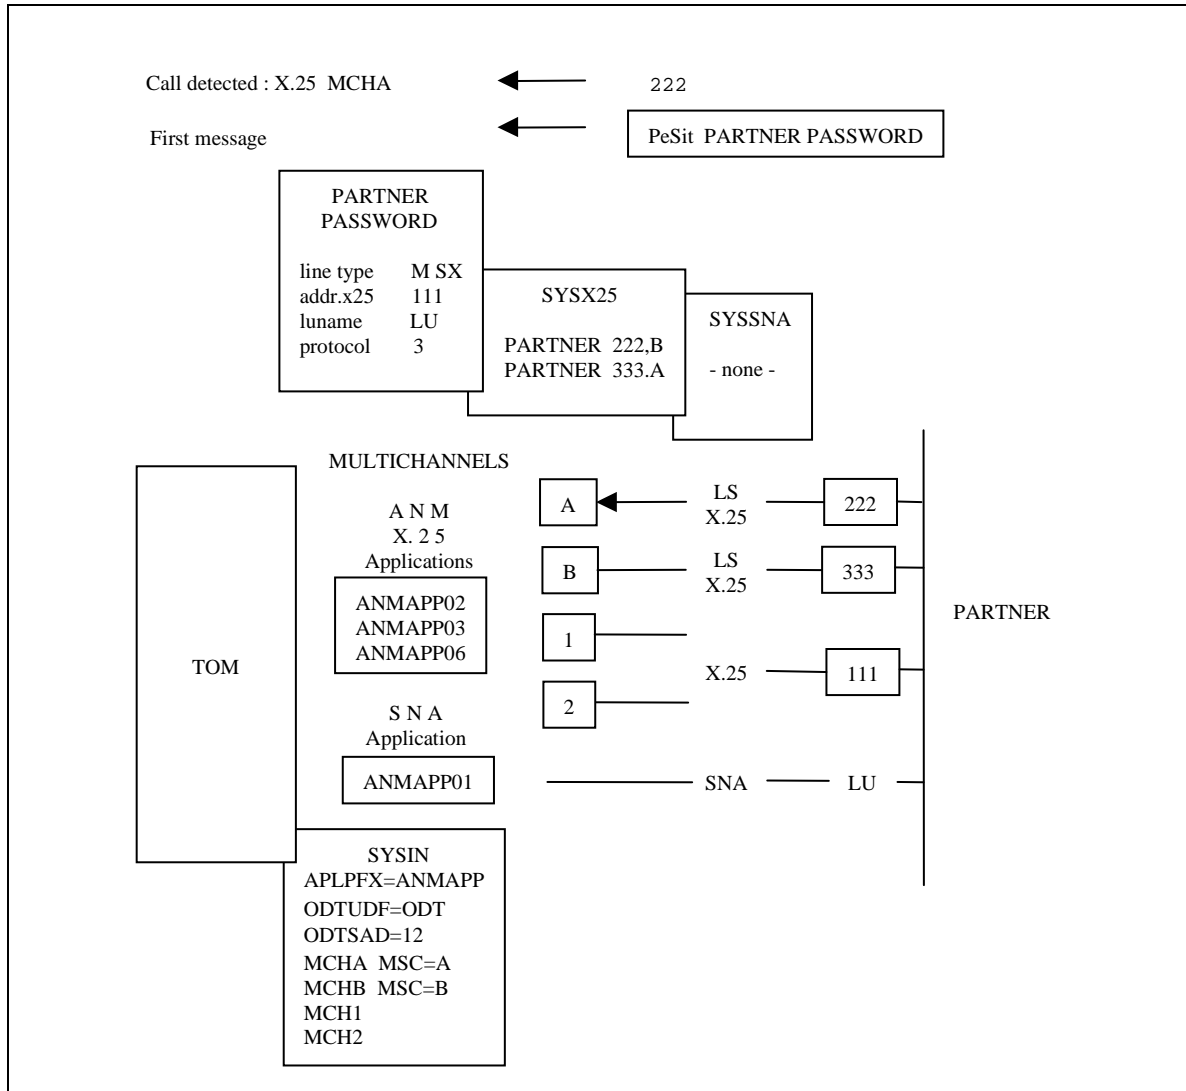 Call detected : X.25 MCHA
222
First message
PeSit PARTNER PASSWORD
PARTNER
PASSWORD
line type M SX
addr.x25 111
luname LU
protocol 3
SYSX25
PARTNER 222,B
PARTNER 333.A
SYSSNA
- none -
MULTICHANNELS
A N M
X. 2 5
Applications
ANMAPP02
ANMAPP03
ANMAPP06
S N A
Application
ANMAPP01
TOM
A
LS
X.25
222
B
LS
X.25
333
1
X.25
111
2
SNA
LU
PARTNER
SYSIN
APLPFX=ANMAPP
ODTUDF=ODT
ODTSAD=12
MCHA MSC=A
MCHB MSC=B
MCH1
MCH2